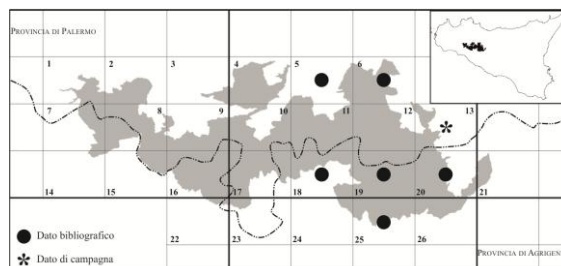 PROVINCIA DI PALERMO
1 2 3 4 5 6
7 8 9 10 11 12 13
14 15 16 17 18 19 20 21
22 23 24 25 26
Dato bibliografico
Dato di campagna
PROVINCIA DI AGRIGEN